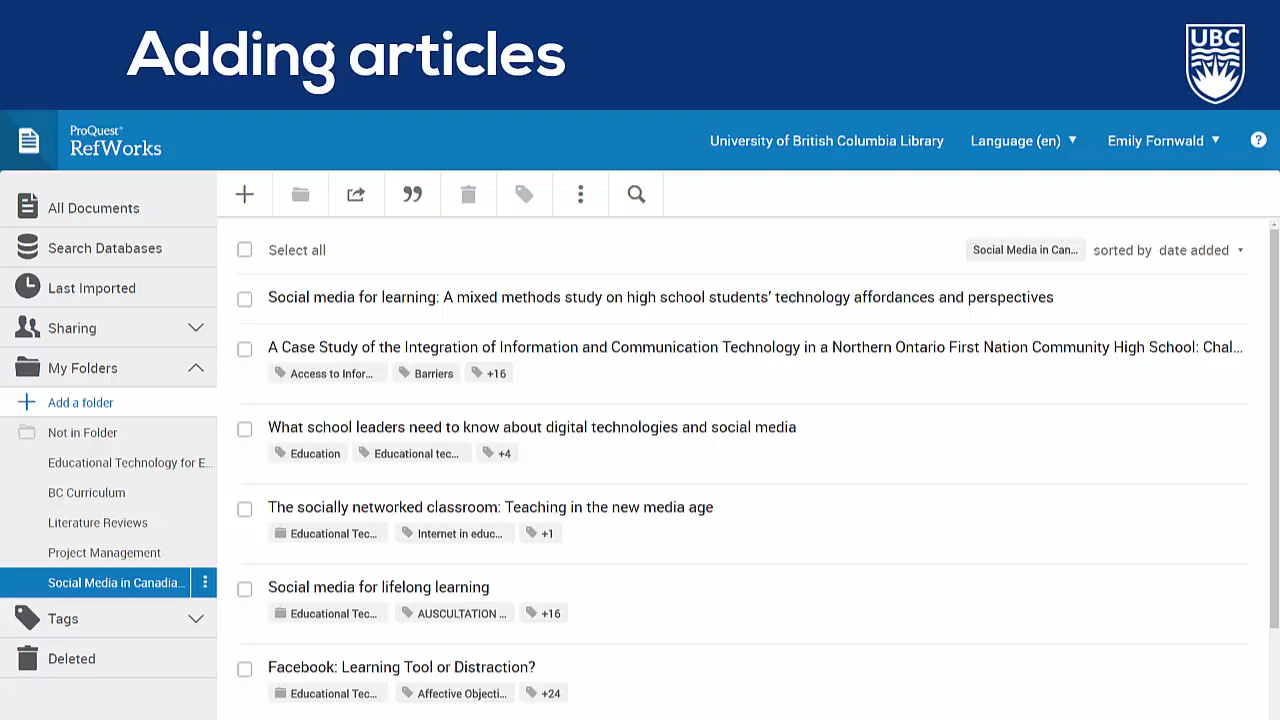 Adding articles
UBC
ProQuest®
RefWorks
University of British Columbia Library
Language (en)
Emily Fornwald
?
All Documents
Search Databases
Last Imported
Sharing
My Folders
Add a folder
Not in Folder
Educational Technology for E...
BC Curriculum
Literature Reviews
Project Management
Social Media in Canadia...
Tags
Deleted
Select all
Social Media in Can... sorted by date added
Social media for learning: A mixed methods study on high school students’ technology affordances and perspectives
A Case Study of the Integration of Information and Communication Technology in a Northern Ontario First Nation Community High School: Chal...
Access to Infor... Barriers +16
What school leaders need to know about digital technologies and social media
Education Educational tec... +4
The socially networked classroom: Teaching in the new media age
Educational Tec... Internet in educ... +1
Social media for lifelong learning
Educational Tec... AUSCULTATION ... +16
Facebook: Learning Tool or Distraction?
Educational Tec... Affective Objecti... +24